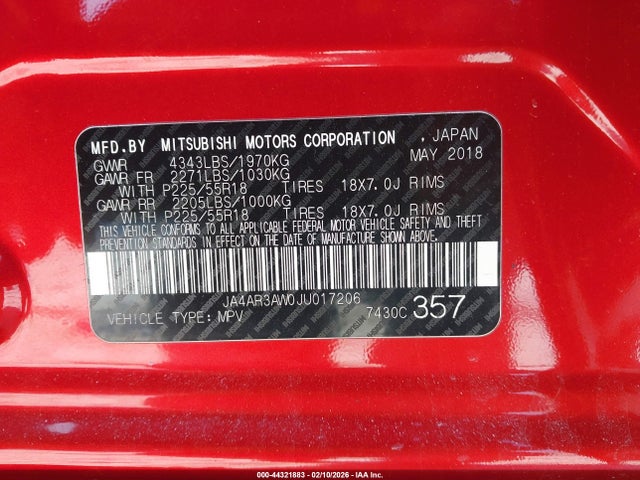 MFD.BY MITSUBISHI MOTORS CORPORATION , JAPAN
GVWR 4343LBS/1970KG MAY 2018
GAWR FR 2271LBS/1030KG
WITH P225/55R18 TIRES 18X7.0J RIMS
GAWR RR 2205LBS/1000KG
WITH P225/55R18 TIRES 18X7.0J RIMS
THIS VEHICLE CONFORMS TO ALL APPLICABLE FEDERAL MOTOR VEHICLE SAFETY AND THEFT
PREVENTION STANDARDS IN EFFECT ON THE DATE OF MANUFACTURE SHOWN ABOVE.
JA4AR3AW0JU017206
VEHICLE TYPE: MPV 7430C 357
000-44321883 - 02/10/2026 - IAA Inc.